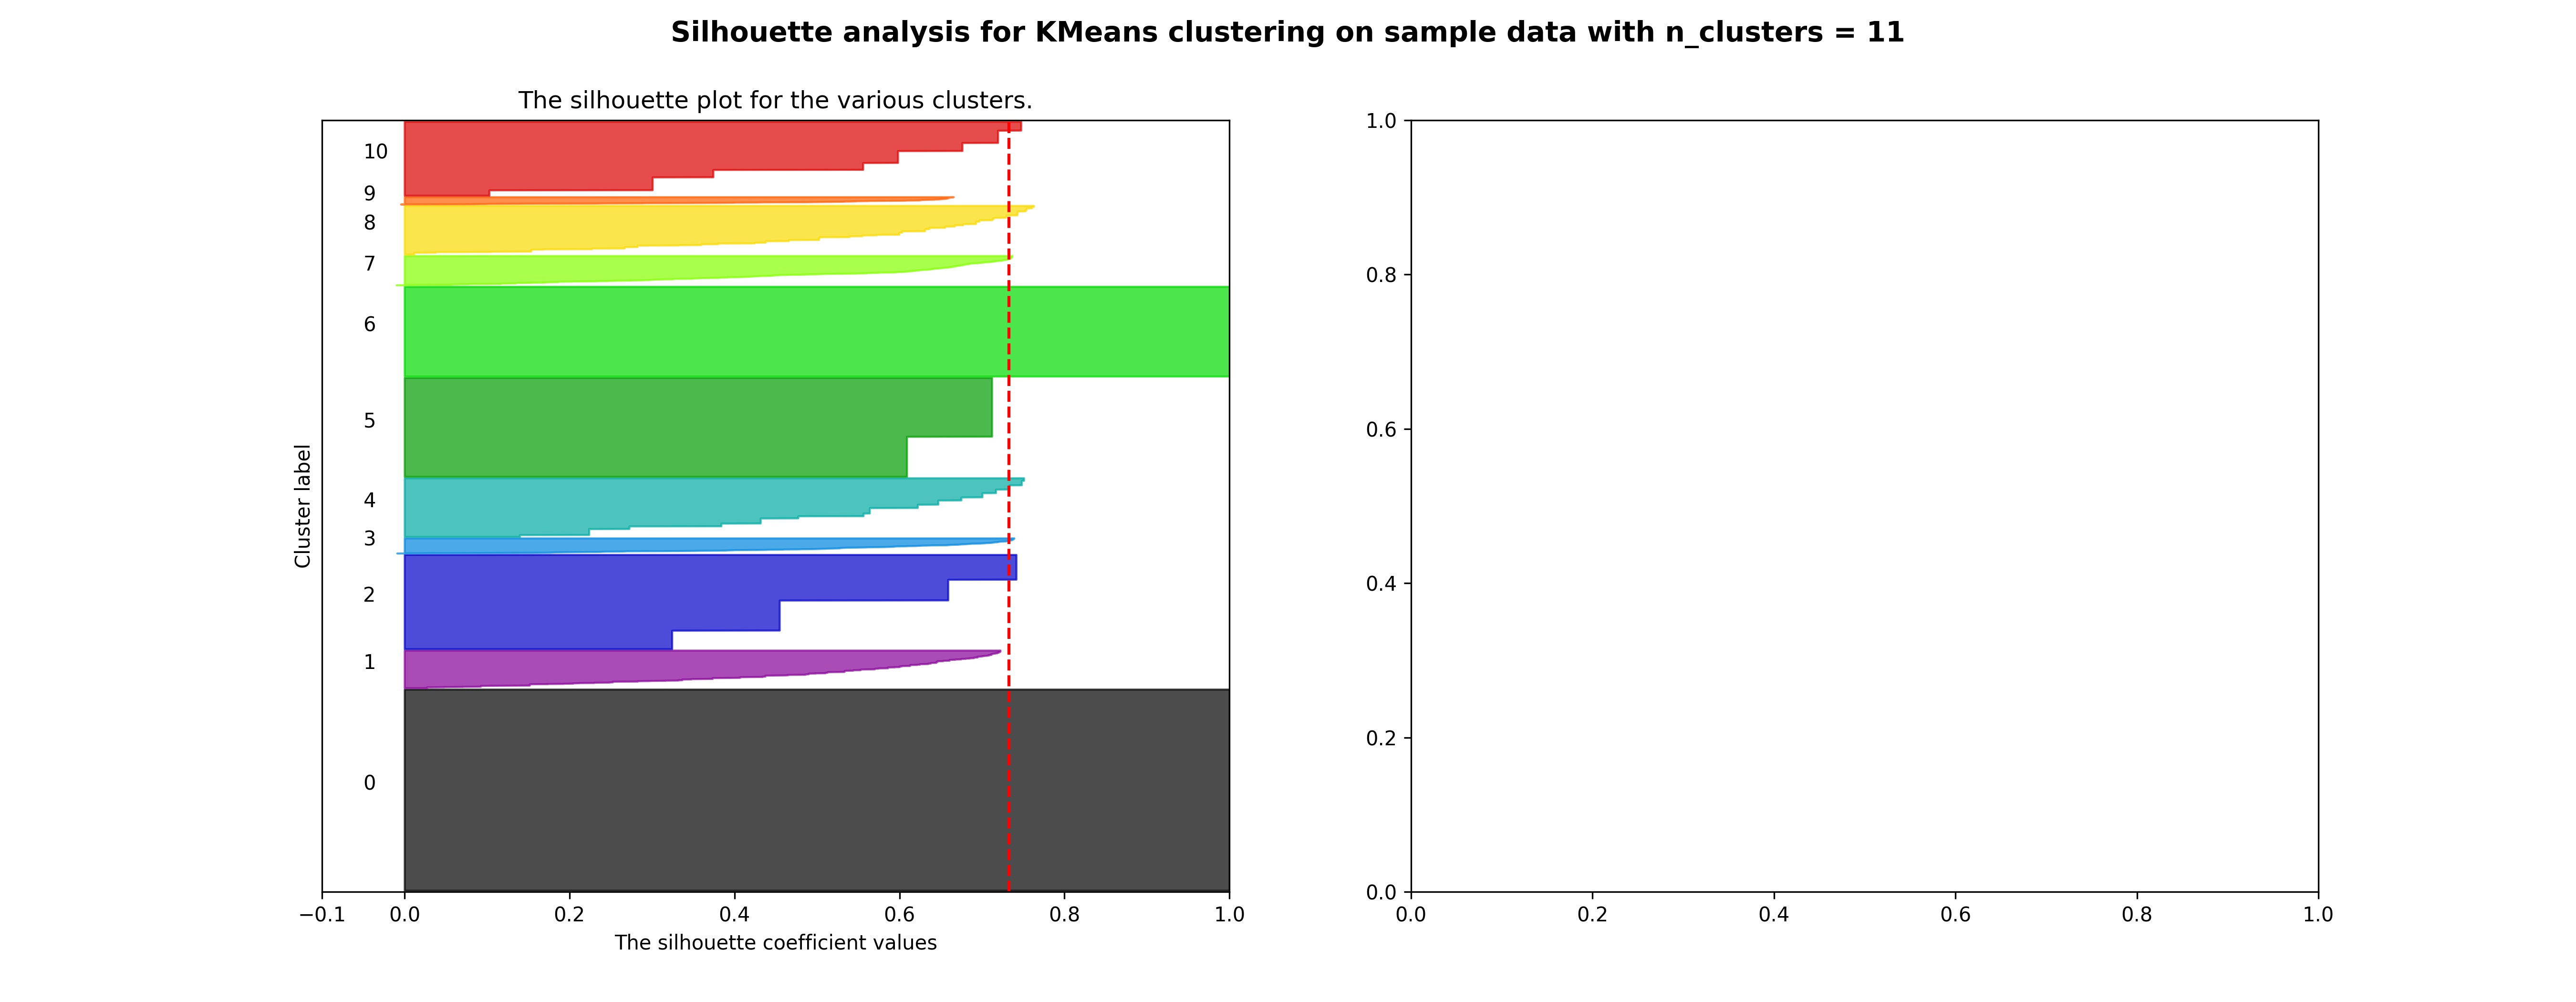 Silhouette analysis for KMeans clustering on sample data with n_clusters = 11
The silhouette plot for the various clusters.
Cluster label
10
9
8
7
6
5
4
3
2
1
0
−0.1 0.0 0.2 0.4 0.6 0.8 1.0
The silhouette coefficient values
1.0
0.8
0.6
0.4
0.2
0.0
0.0 0.2 0.4 0.6 0.8 1.0